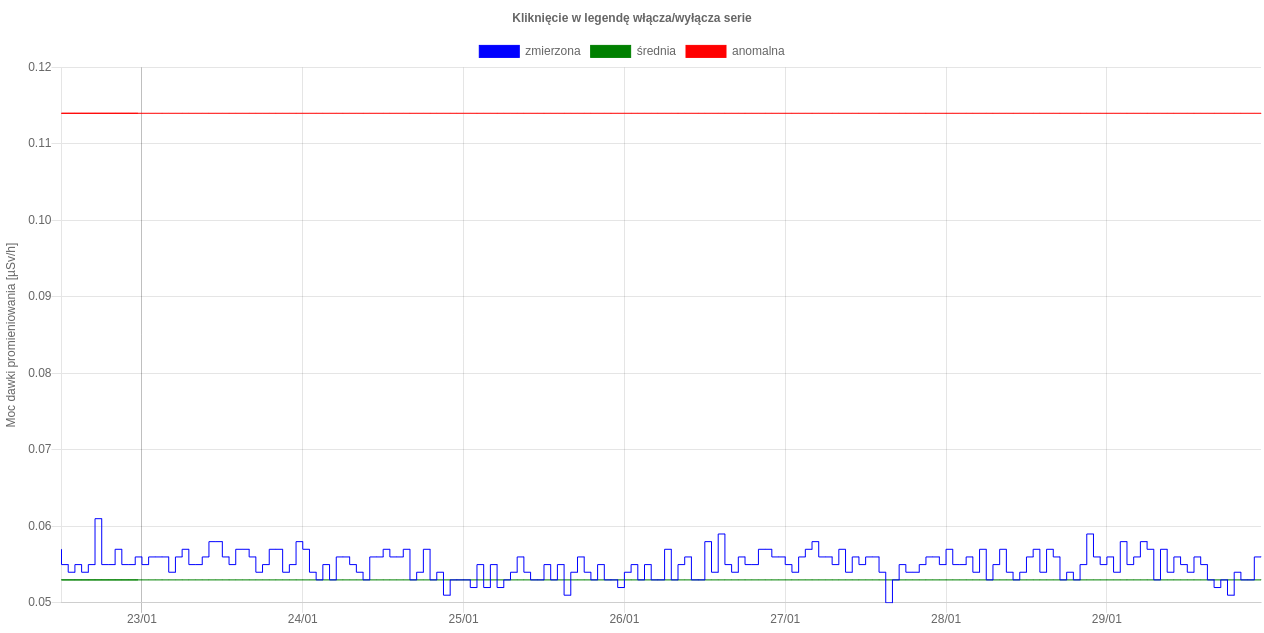 Kliknięcie w legendę włącza/wyłącza serie
zmierzona średnia anomalna
0.12
0.11
0.10
0.09
0.08
0.07
0.06
0.05
Moc dawki promieniowania [µSv/h]
23/01 24/01 25/01 26/01 27/01 28/01 29/01